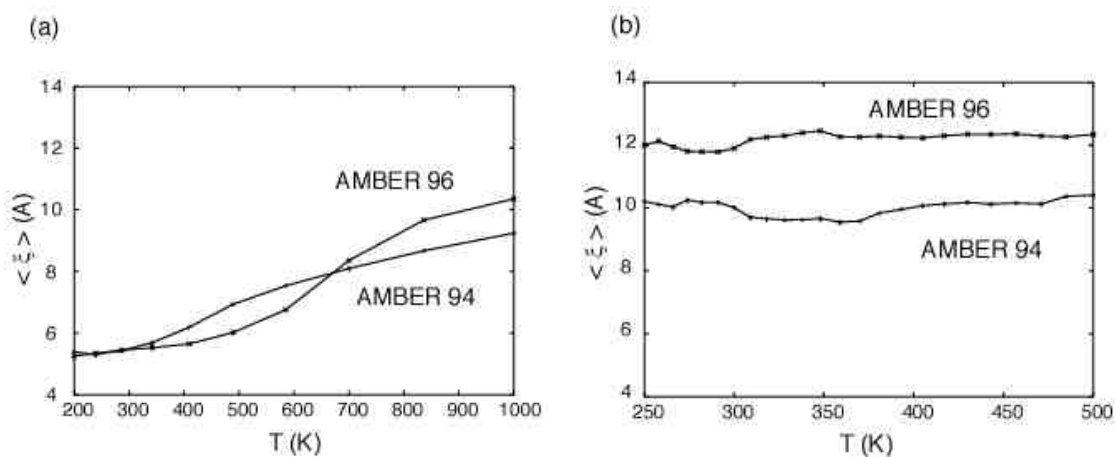 (a)
14
12
10
8
6
4
< ξ > (A)
AMBER 96
AMBER 94
200 300 400 500 600 700 800 900 1000
T (K)
(b)
14
12
10
8
6
4
< ξ > (A)
AMBER 96
AMBER 94
250 300 350 400 450 500
T (K)